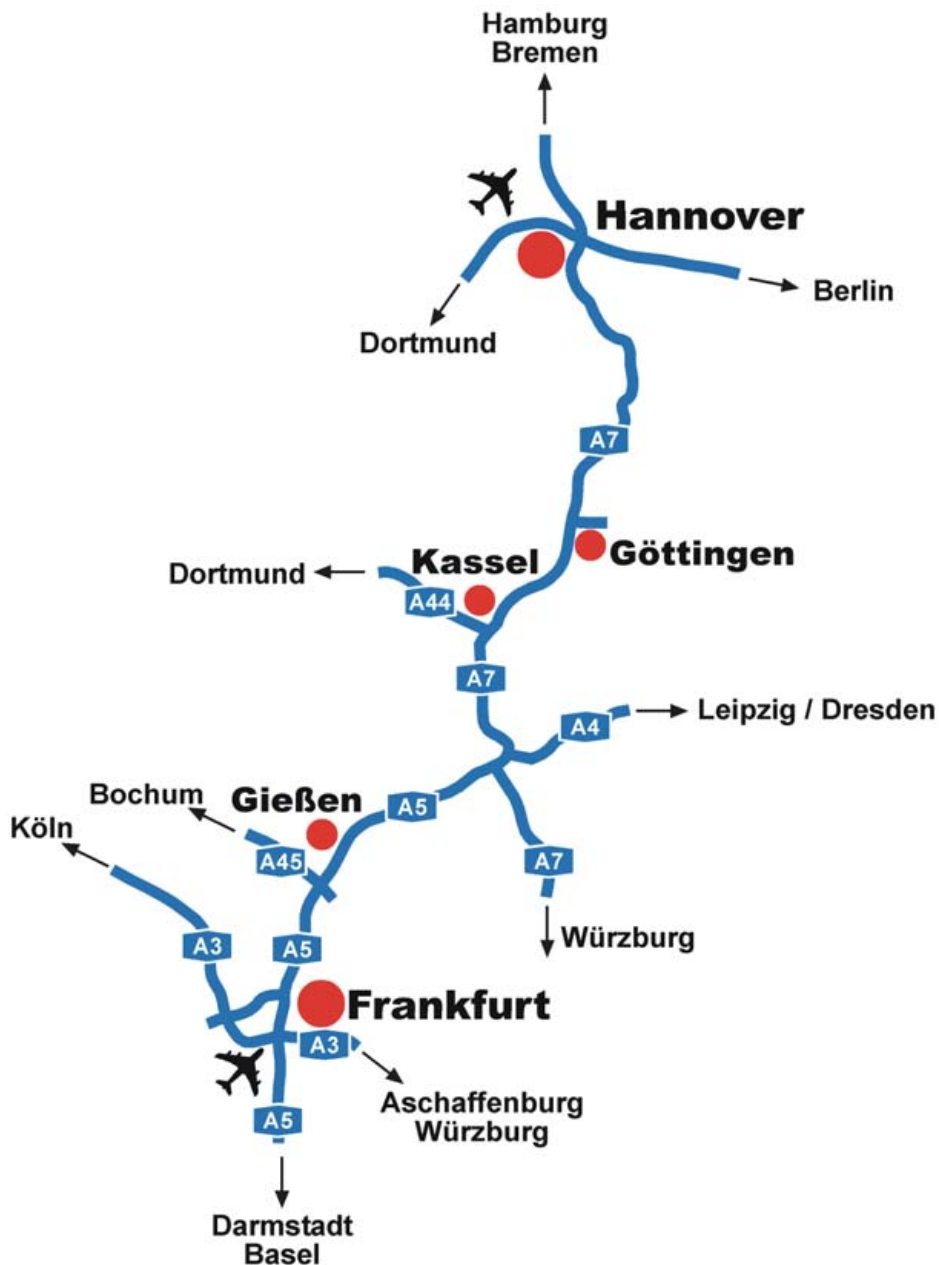 Hamburg
Bremen
Hannover
Berlin
Dortmund
A7
Göttingen
Kassel
Dortmund
A44
A7
Leipzig / Dresden
A4
Bochum
Gießen
A5
Köln
A45
A7
A3
A5
Würzburg
Frankfurt
A3
Aschaffenburg
Würzburg
A5
Darmstadt
Basel